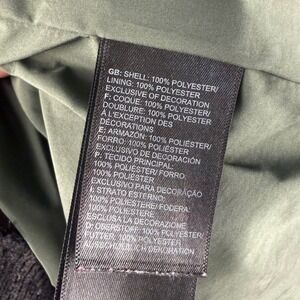 GB: SHELL: 100% POLYESTER/
LINING: 100% POLYESTER/
EXCLUSIVE OF DECORATION
F: COQUE: 100% POLYESTER/
DOUBLURE: 100% POLYESTER/
À L'EXCEPTION DES
DÉCORATIONS
E: ARMAZÓN: 100% POLIÉSTER/
FORRO: 100% POLIÉSTER/
EXCLUSIVO DE DECORACIÓN
P: TECIDO PRINCIPAL:
100% POLIÉSTER/ FORRO:
100% POLIÉSTER/
EXCLUSIVO PARA DECORAÇÃO
I: STRATO ESTERNO:
100% POLIESTERE/ FODERA:
100% POLIESTERE/
ESCLUSA LA DECORAZIONE
D: OBERSTOFF: 100% POLYESTER/
FUTTER: 100% POLYESTER/
AUSSCHLIESSLICH DEKORATION